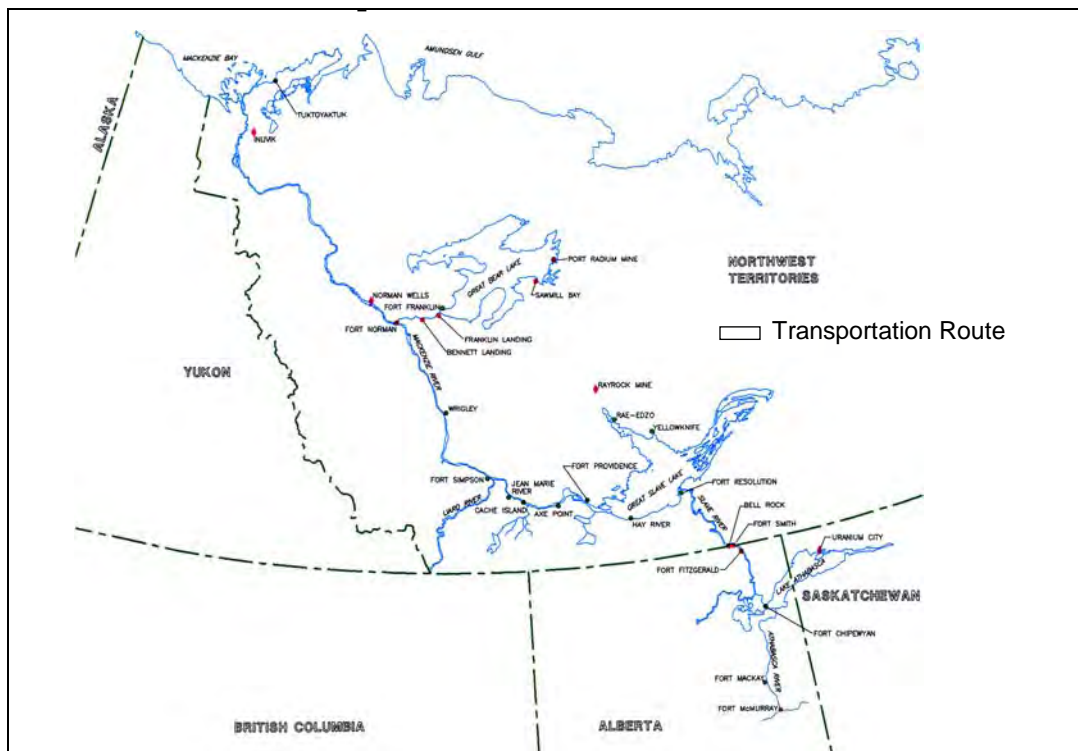 MACKENZIE BAY
AMUNDSEN GULF
ALASKA
TUKTOYAKTUK
INUVIK
GREAT BEAR LAKE
PORT RADIUM MINE
NORTHWEST
TERRITORIES
SAWMILL BAY
NORMAN WELLS
FORT FRANKLIN
FORT NORMAN
FRANKLIN LANDING
BENNETT LANDING
Transportation Route
MACKENZIE RIVER
YUKON
RAYROCK MINE
WRIGLEY
RAE-EDZO
YELLOWKNIFE
FORT PROVIDENCE
FORT SIMPSON
JEAN MARIE
RIVER
GREAT SLAVE LAKE
FORT RESOLUTION
LIARD RIVER
CACHE ISLAND
AXE POINT
HAY RIVER
SLAVE RIVER
BELL ROCK
FORT SMITH
URANIUM CITY
FORT FITZGERALD
LAKE ATHABASCA
SASKATCHEWAN
FORT CHIPEWYAN
ATHABASCA RIVER
FORT MACKAY
FORT McMURRAY
BRITISH COLUMBIA
ALBERTA